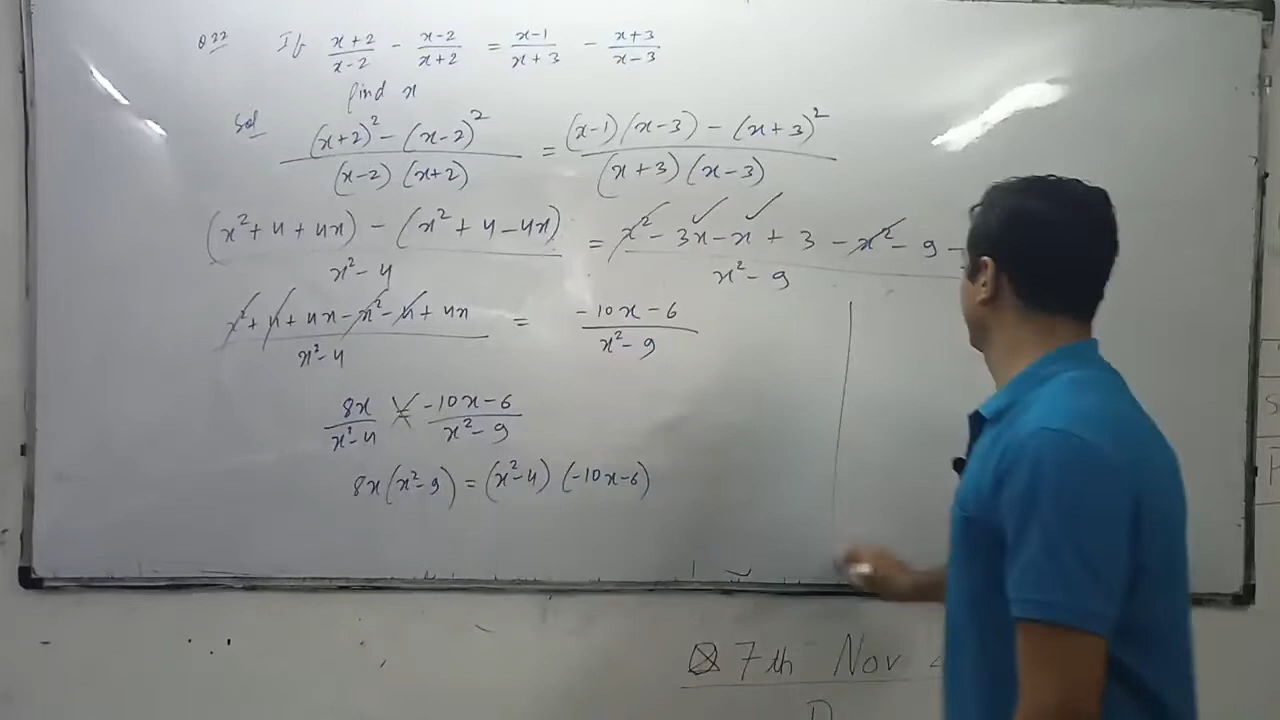 Q22 If (x+2)/(x-2) - (x-2)/(x+2) = (x-1)/(x+3) - (x+3)/(x-3)
find x
Sol ((x+2)² - (x-2)²)/((x-2)(x+2)) = ((x-1)(x-3) - (x+3)²)/((x+3)(x-3))
((x²+4+4x) - (x²+4-4x))/(x²-4) = (x²-3x-x+3-x²-9-)/(x²-9)
(x²+4+4x-x²-4+4x)/(x²-4) = (-10x-6)/(x²-9)
8x/(x²-4) = (-10x-6)/(x²-9)
8x(x²-9) = (x²-4)(-10x-6)
7th Nov